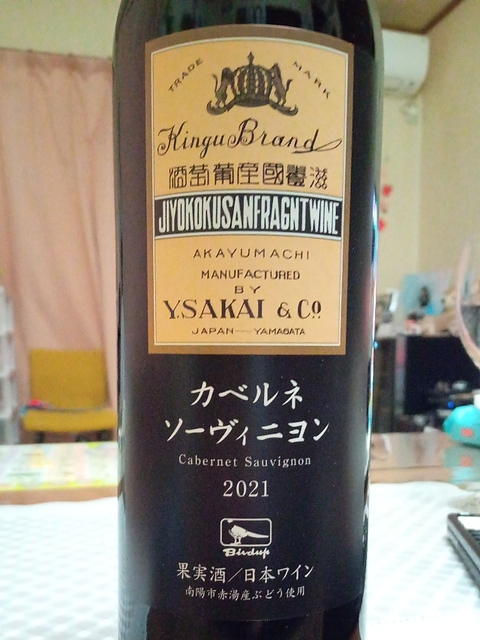 TRADE MARK
Kingu Brand
酒萄葡産國養滋
JIYOKOKUSANFRAGNTWINE
AKAYUMACHI
MANUFACTURED
BY
Y.SAKAI & Co.
JAPAN—YAMAGATA
カベルネ
ソーヴィニヨン
Cabernet Sauvignon
2021
Birdup
果実酒/日本ワイン
南陽市赤湯産ぶどう使用